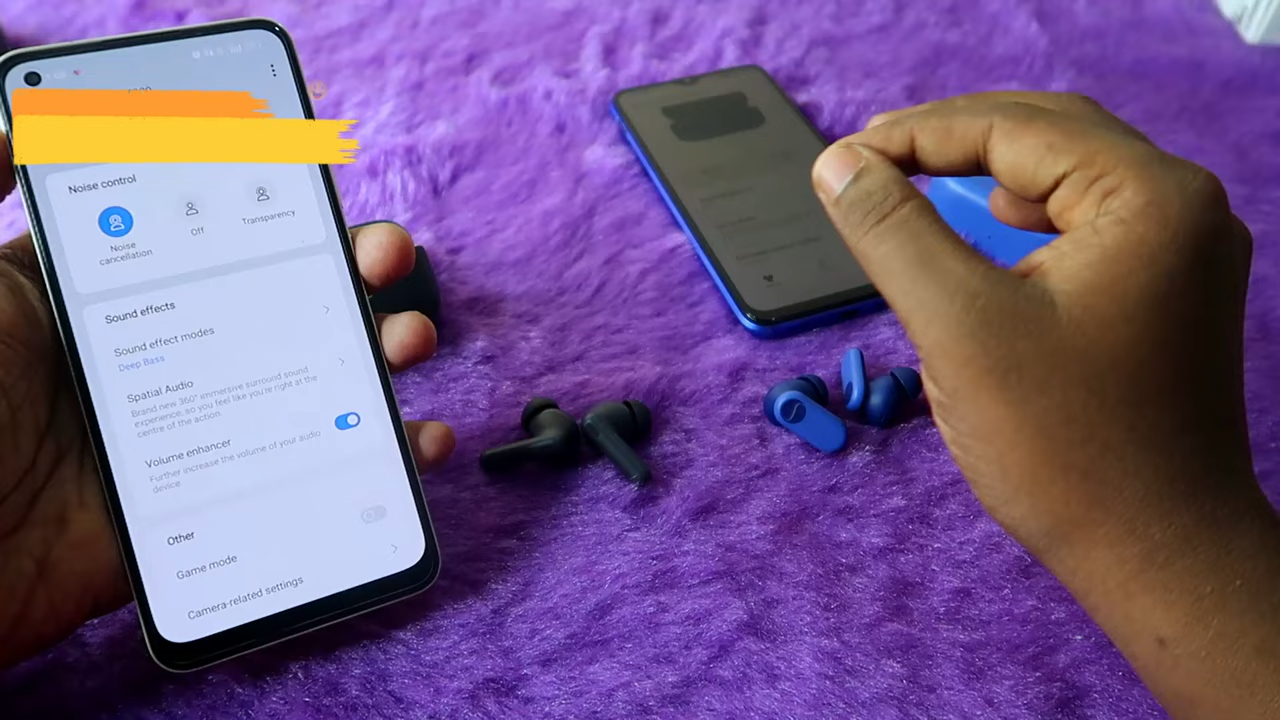 Noise control
Noise
cancellation
Off
Transparency
Sound effects
Sound effect modes
Deep Bass
Spatial Audio
Brand new 360° immersive surround sound
experience, so you feel like you're right at the
centre of the action.
Volume enhancer
Further increase the volume of your audio
device.
Other
Game mode
Camera-related settings